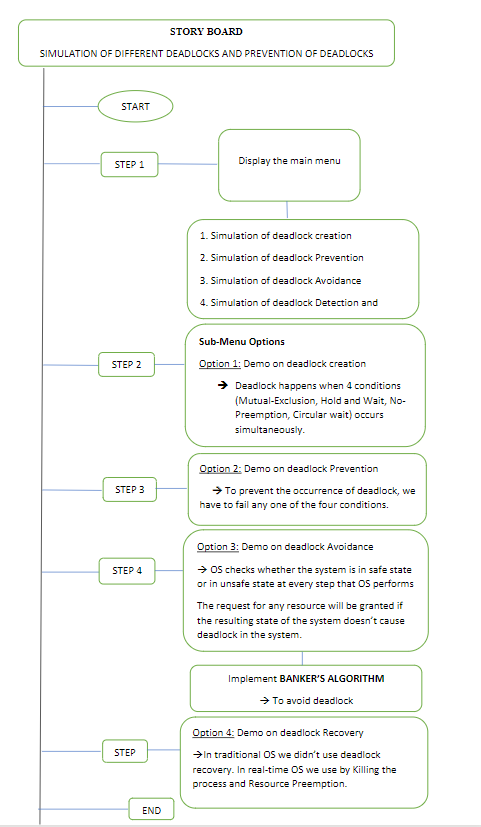 STORY BOARD
SIMULATION OF DIFFERENT DEADLOCKS AND PREVENTION OF DEADLOCKS
START
STEP 1
Display the main menu
1. Simulation of deadlock creation
2. Simulation of deadlock Prevention
3. Simulation of deadlock Avoidance
4. Simulation of deadlock Detection and
STEP 2
Sub-Menu Options
Option 1: Demo on deadlock creation
➔ Deadlock happens when 4 conditions
(Mutual-Exclusion, Hold and Wait, No-
Preemption, Circular wait) occurs
simultaneously.
STEP 3
Option 2: Demo on deadlock Prevention
→ To prevent the occurrence of deadlock, we
have to fail any one of the four conditions.
STEP 4
Option 3: Demo on deadlock Avoidance
→ OS checks whether the system is in safe state
or in unsafe state at every step that OS performs
The request for any resource will be granted if
the resulting state of the system doesn't cause
deadlock in the system.
Implement BANKER'S ALGORITHM
→ To avoid deadlock
STEP
Option 4: Demo on deadlock Recovery
→In traditional OS we didn't use deadlock
recovery. In real-time OS we use by Killing the
process and Resource Preemption.
END